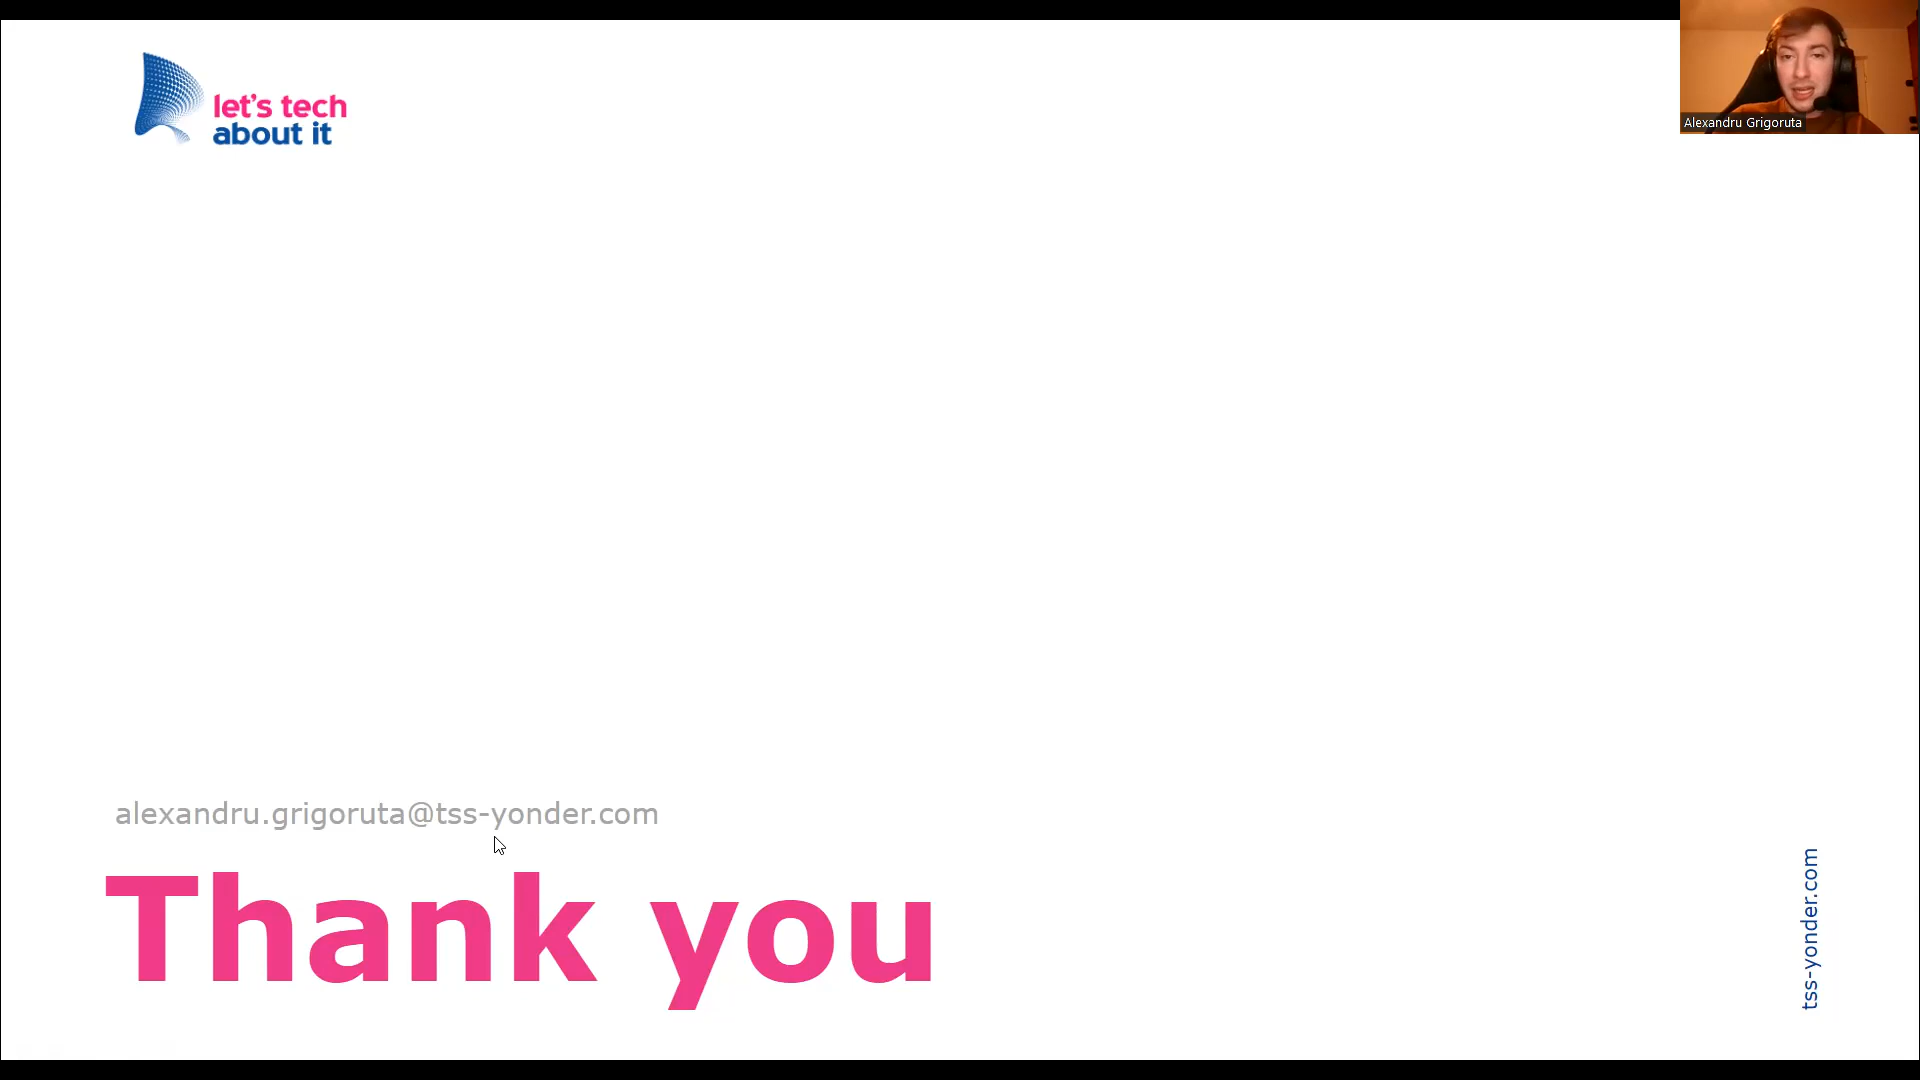 let's tech
about it
Alexandru Grigoruta
alexandru.grigoruta@tss-yonder.com
Thank you
tss-yonder.com